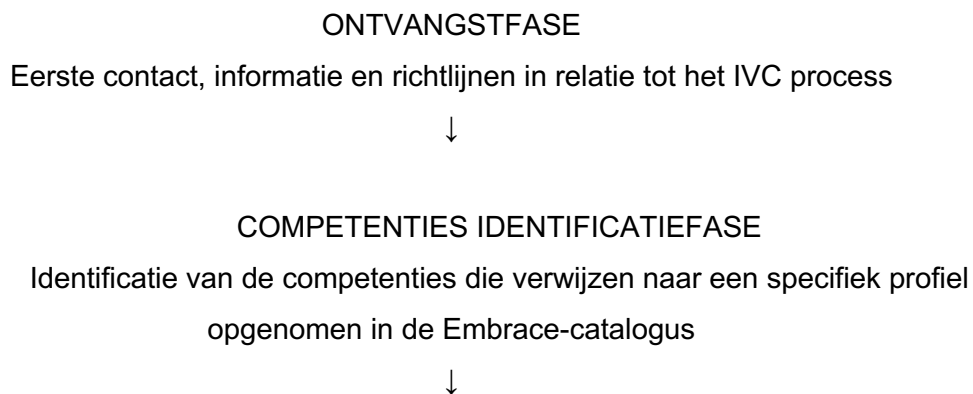 ONTVANGSTFASE
Eerste contact, informatie en richtlijnen in relatie tot het IVC process
↓
COMPETENTIES IDENTIFICATIEFASE
Identificatie van de competenties die verwijzen naar een specifiek profiel
opgenomen in de Embrace-catalogus
↓